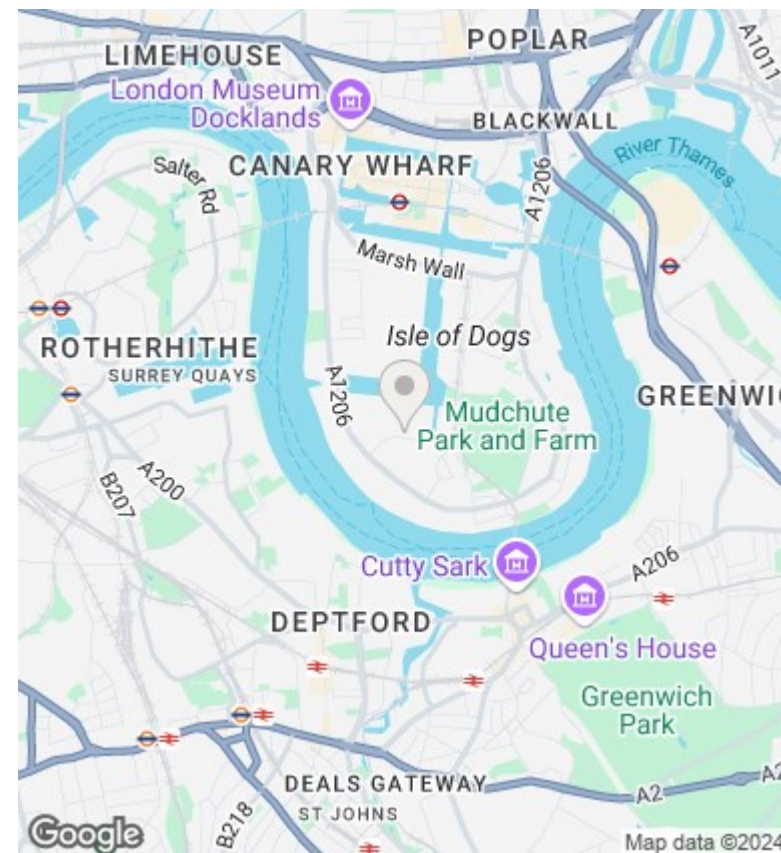 POPLAR
A1011
LIMEHOUSE
London Museum
Docklands
BLACKWALL
River Thames
Salter Rd
CANARY WHARF
A1206
Marsh Wall
Isle of Dogs
ROTHERHITHE
SURREY QUAYS
A1206
GREENWIC
Mudchute
Park and Farm
A200
B207
Cutty Sark
A206
DEPTFORD
Queen's House
Greenwich
Park
DEALS GATEWAY
ST JOHNS
A2
A2
B218
Google
Map data ©2024